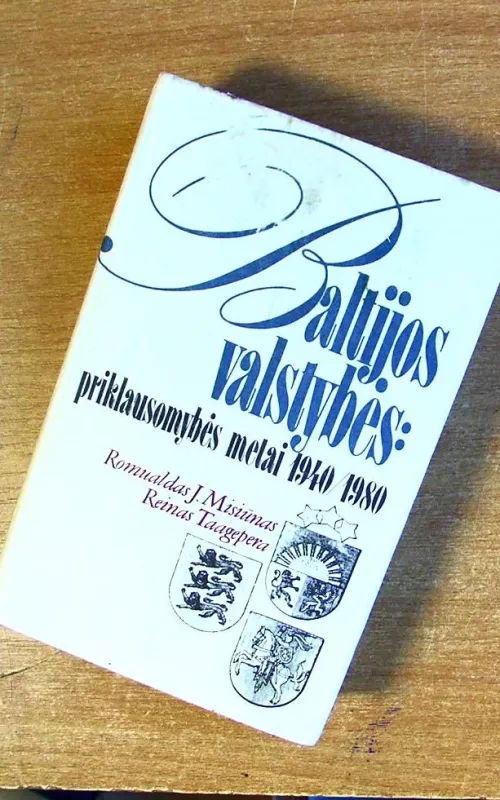 Baltijos
valstybės:
priklausomybės metai 1940/1980
Romualdas J. Misiūnas
Reinas Taagepera